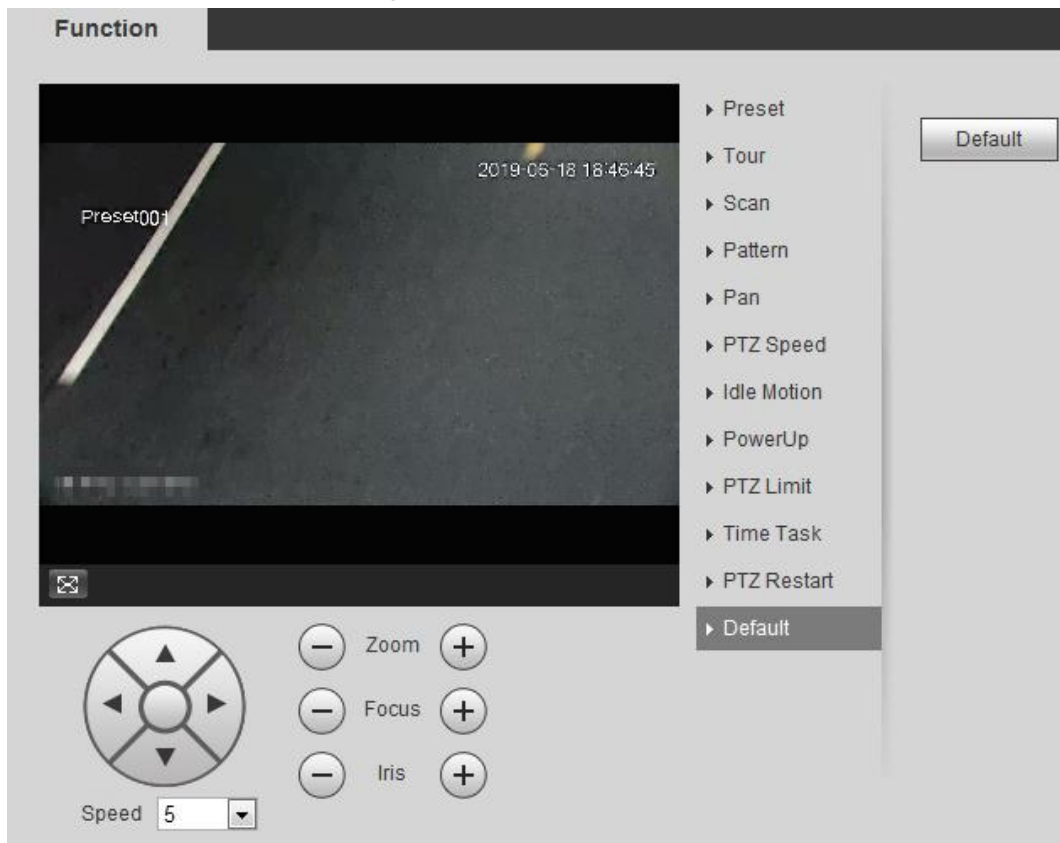 Function
2019-06-18 18:46:45
Preset001
Preset
Tour
Scan
Pattern
Pan
PTZ Speed
Idle Motion
PowerUp
PTZ Limit
Time Task
PTZ Restart
Default
Default
Zoom
Focus
Iris
Speed 5